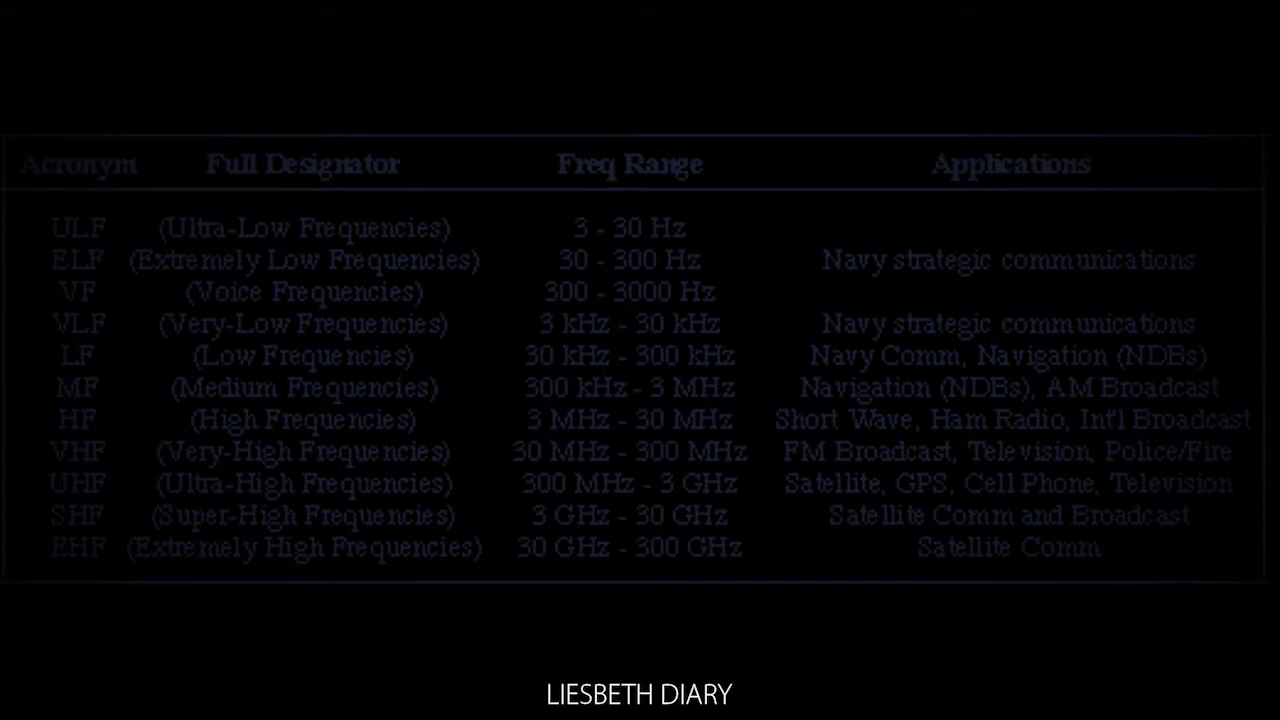 Acronym Full Designator Freq Range Applications
ULF (Ultra-Low Frequencies) 3 - 30 Hz
ELF (Extremely Low Frequencies) 30 - 300 Hz Navy strategic communications
VF (Voice Frequencies) 300 - 3000 Hz
VLF (Very-Low Frequencies) 3 kHz - 30 kHz Navy strategic communications
LF (Low Frequencies) 30 kHz - 300 kHz Navy Comm, Navigation (NDBs)
MF (Medium Frequencies) 300 kHz - 3 MHz Navigation (NDBs), AM Broadcast
HF (High Frequencies) 3 MHz - 30 MHz Short Wave, Ham Radio, Int'l Broadcast
VHF (Very-High Frequencies) 30 MHz - 300 MHz FM Broadcast, Television, Police/Fire
UHF (Ultra-High Frequencies) 300 MHz - 3 GHz Satellite, GPS, Cell Phone, Television
SHF (Super-High Frequencies) 3 GHz - 30 GHz Satellite Comm and Broadcast
EHF (Extremely High Frequencies) 30 GHz - 300 GHz Satellite Comm
LIESBETH DIARY